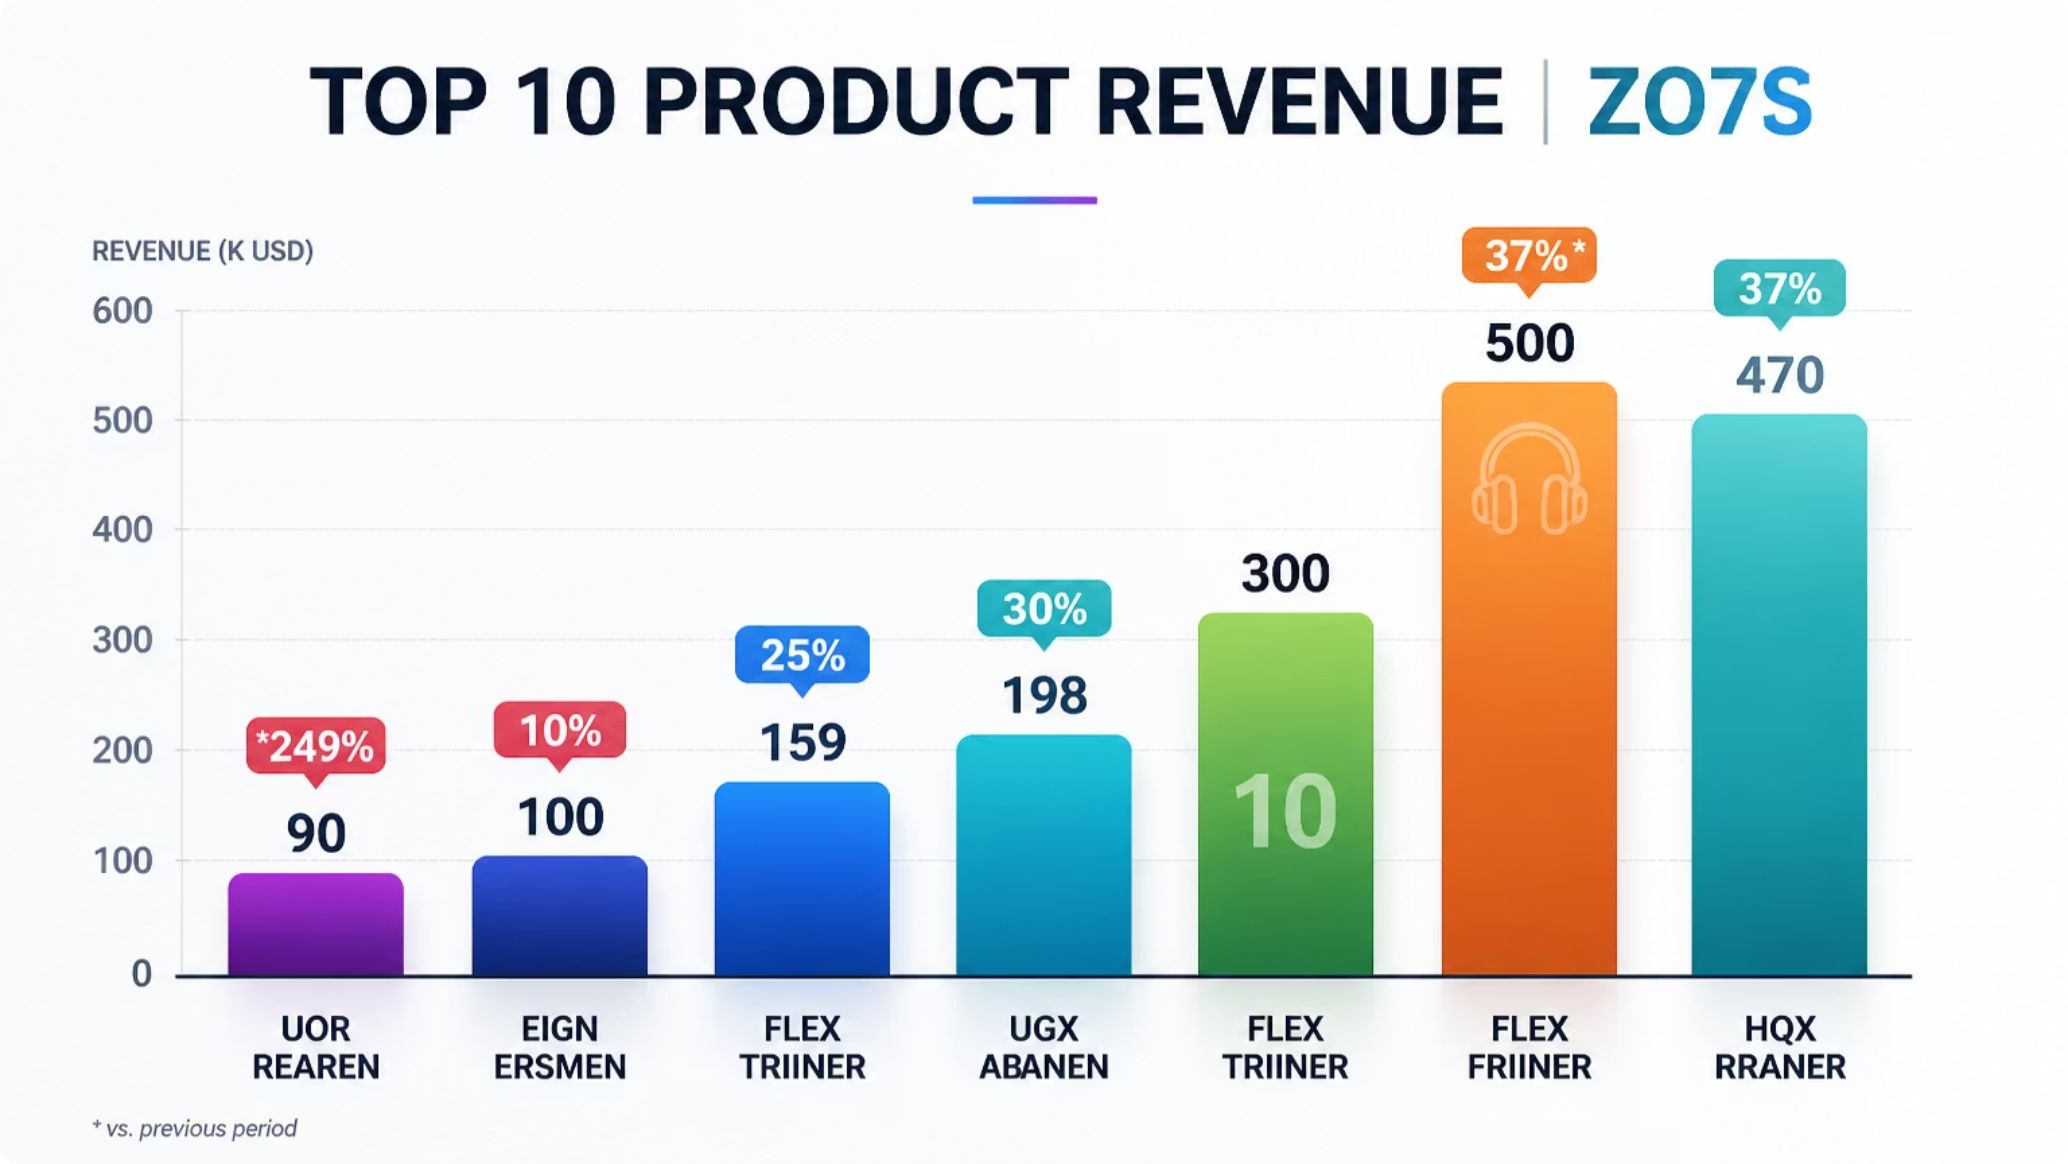 TOP 10 PRODUCT REVENUE | ZO7S
REVENUE (K USD)
600
500
400
300
200
100
0
*249%
90
10%
100
25%
159
30%
198
300
10
37%*
500
37%
470
UOR
REAREN
EIGN
ERSMEN
FLEX
TRIINER
UGX
ABANEN
FLEX
TRIINER
FLEX
FRIINER
HQX
RRANER
* vs. previous period